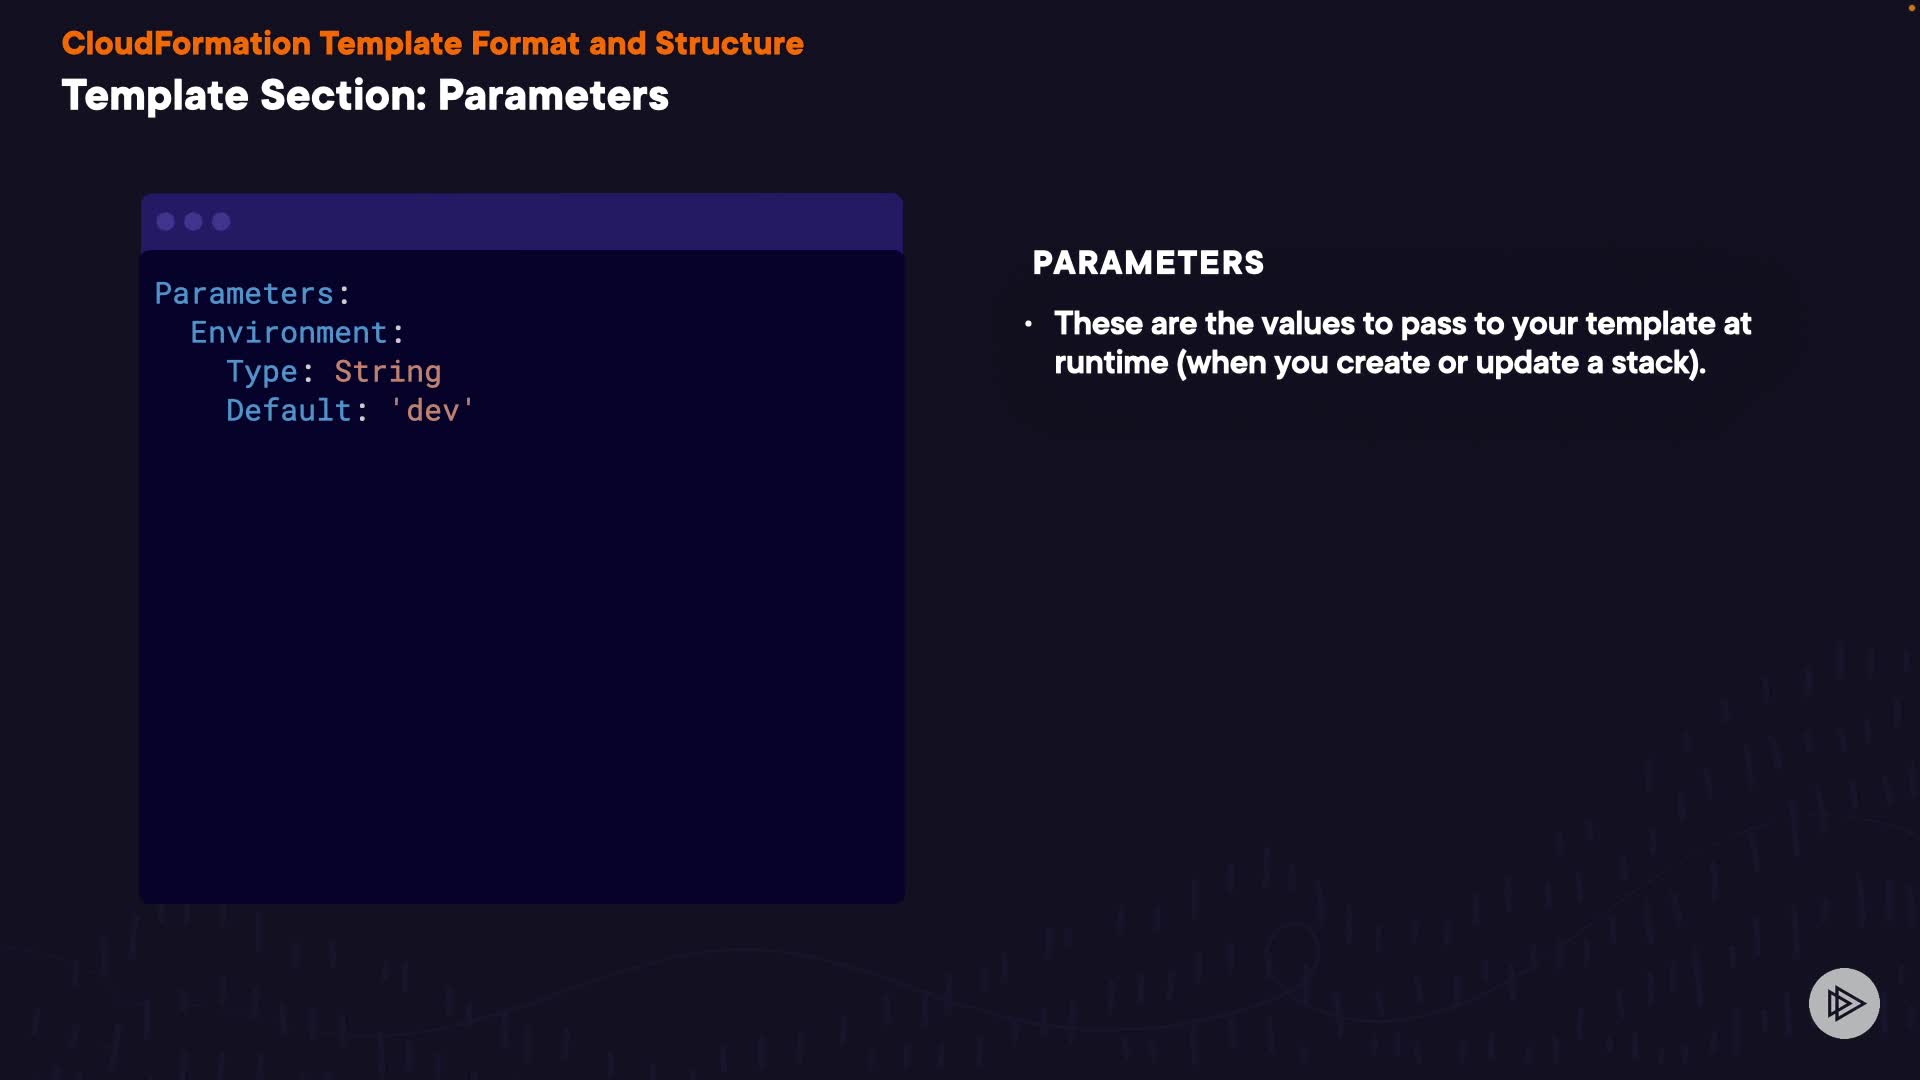 CloudFormation Template Format and Structure
Template Section: Parameters
Parameters:
  Environment:
    Type: String
    Default: 'dev'
PARAMETERS
· These are the values to pass to your template at
runtime (when you create or update a stack).